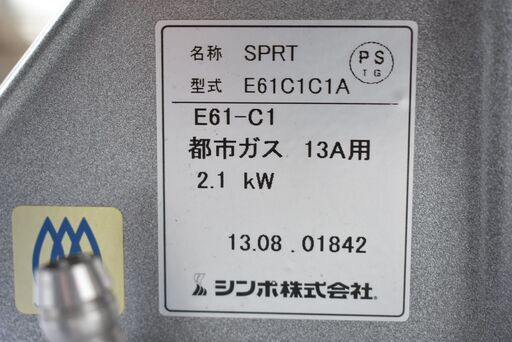 名称 SPRT
PS
TG
型式 E61C1C1A
E61-C1
都市ガス 13A用
2.1 kW
13.08 .01842
シンポ株式会社.